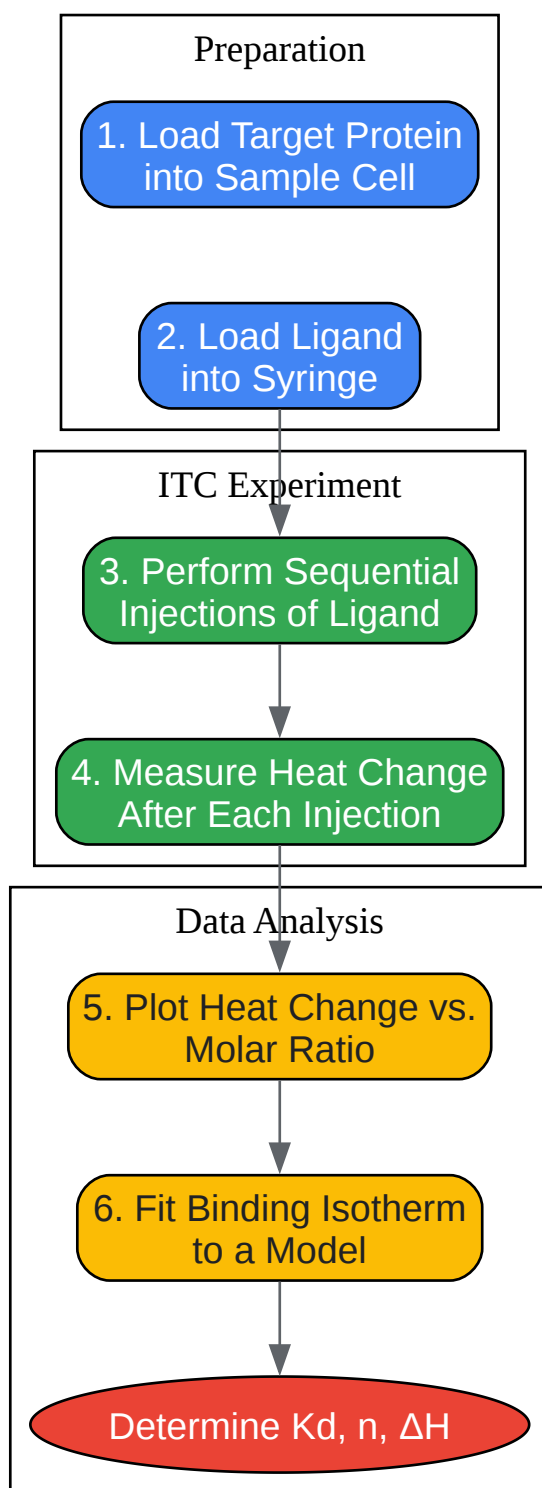 Preparation
1. Load Target Protein
into Sample Cell
2. Load Ligand
into Syringe
ITC Experiment
3. Perform Sequential
Injections of Ligand
4. Measure Heat Change
After Each Injection
Data Analysis
5. Plot Heat Change vs.
Molar Ratio
6. Fit Binding Isotherm
to a Model
Determine Kd, n, ΔH